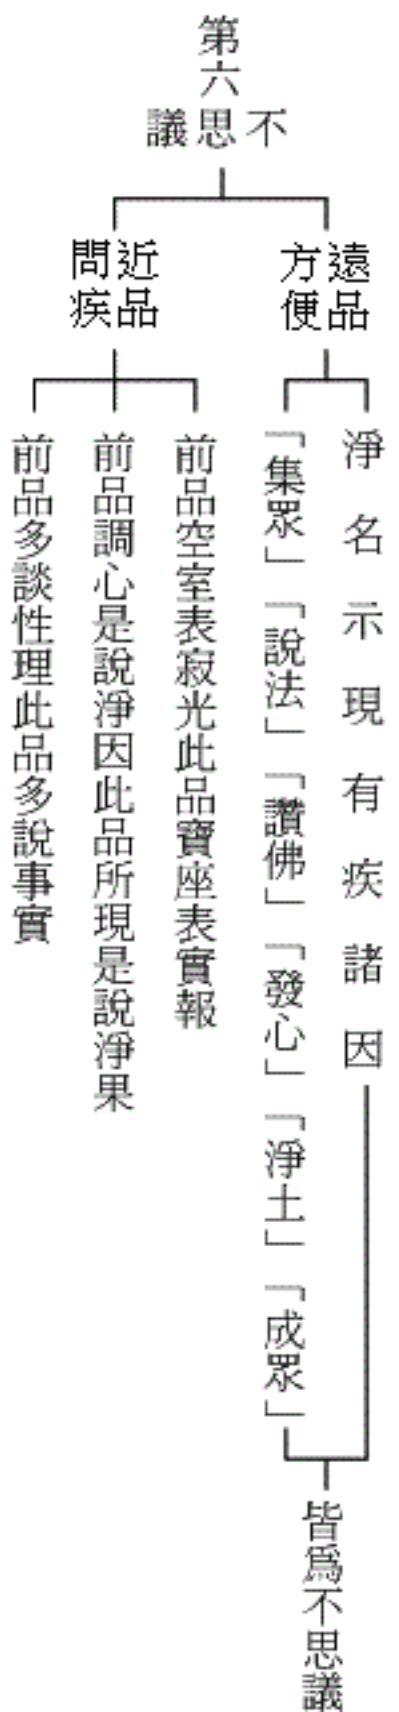 第六
不思議
遠品
方便
淨名示現有疾諸因
「集眾」「說法」「讚佛」「發心」「淨土」「成眾」
皆為不思議
近品
問疾
前品空室表寂光此品寶座表實報
前品調心是說淨因此品所現是說淨果
前品多談性理此品多說事實